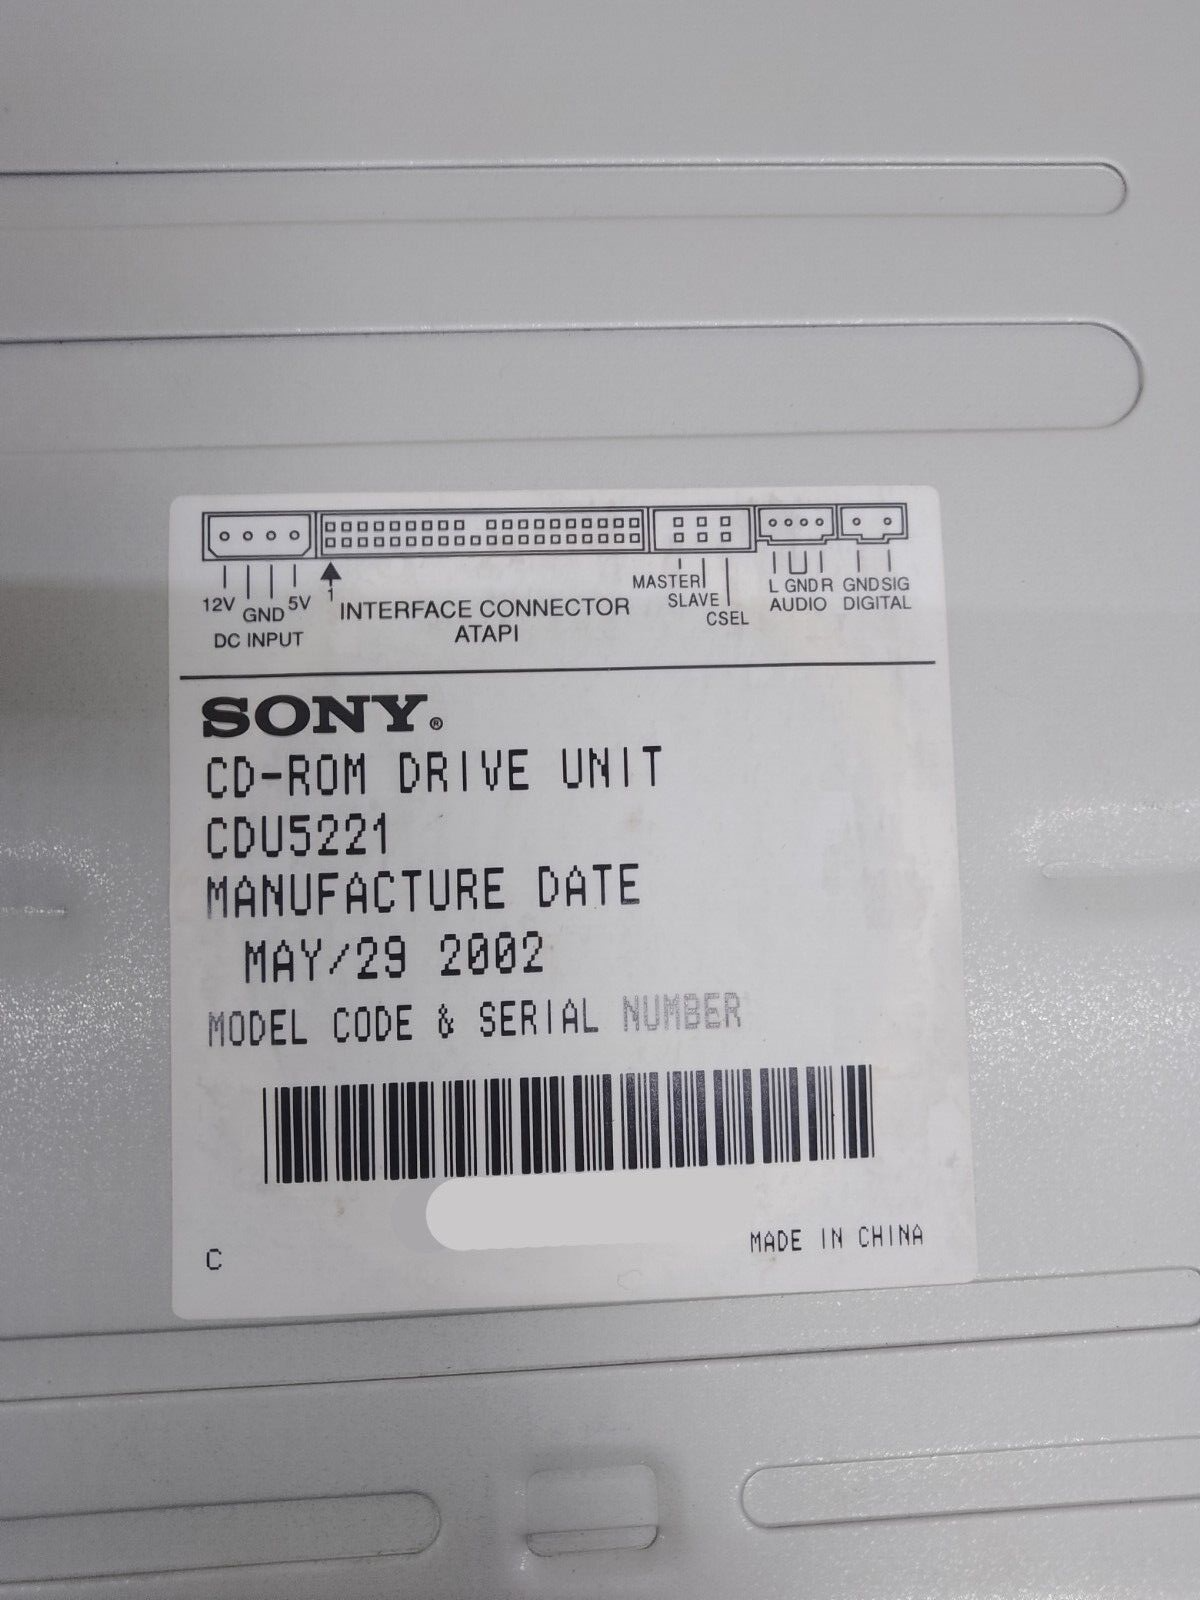 12V GND 5V
DC INPUT
1
INTERFACE CONNECTOR
ATAPI
MASTER
SLAVE
CSEL
L GND R
AUDIO
GND SIG
DIGITAL
SONY®
CD-ROM DRIVE UNIT
CDU5221
MANUFACTURE DATE
MAY/29 2002
MODEL CODE & SERIAL NUMBER
C
MADE IN CHINA